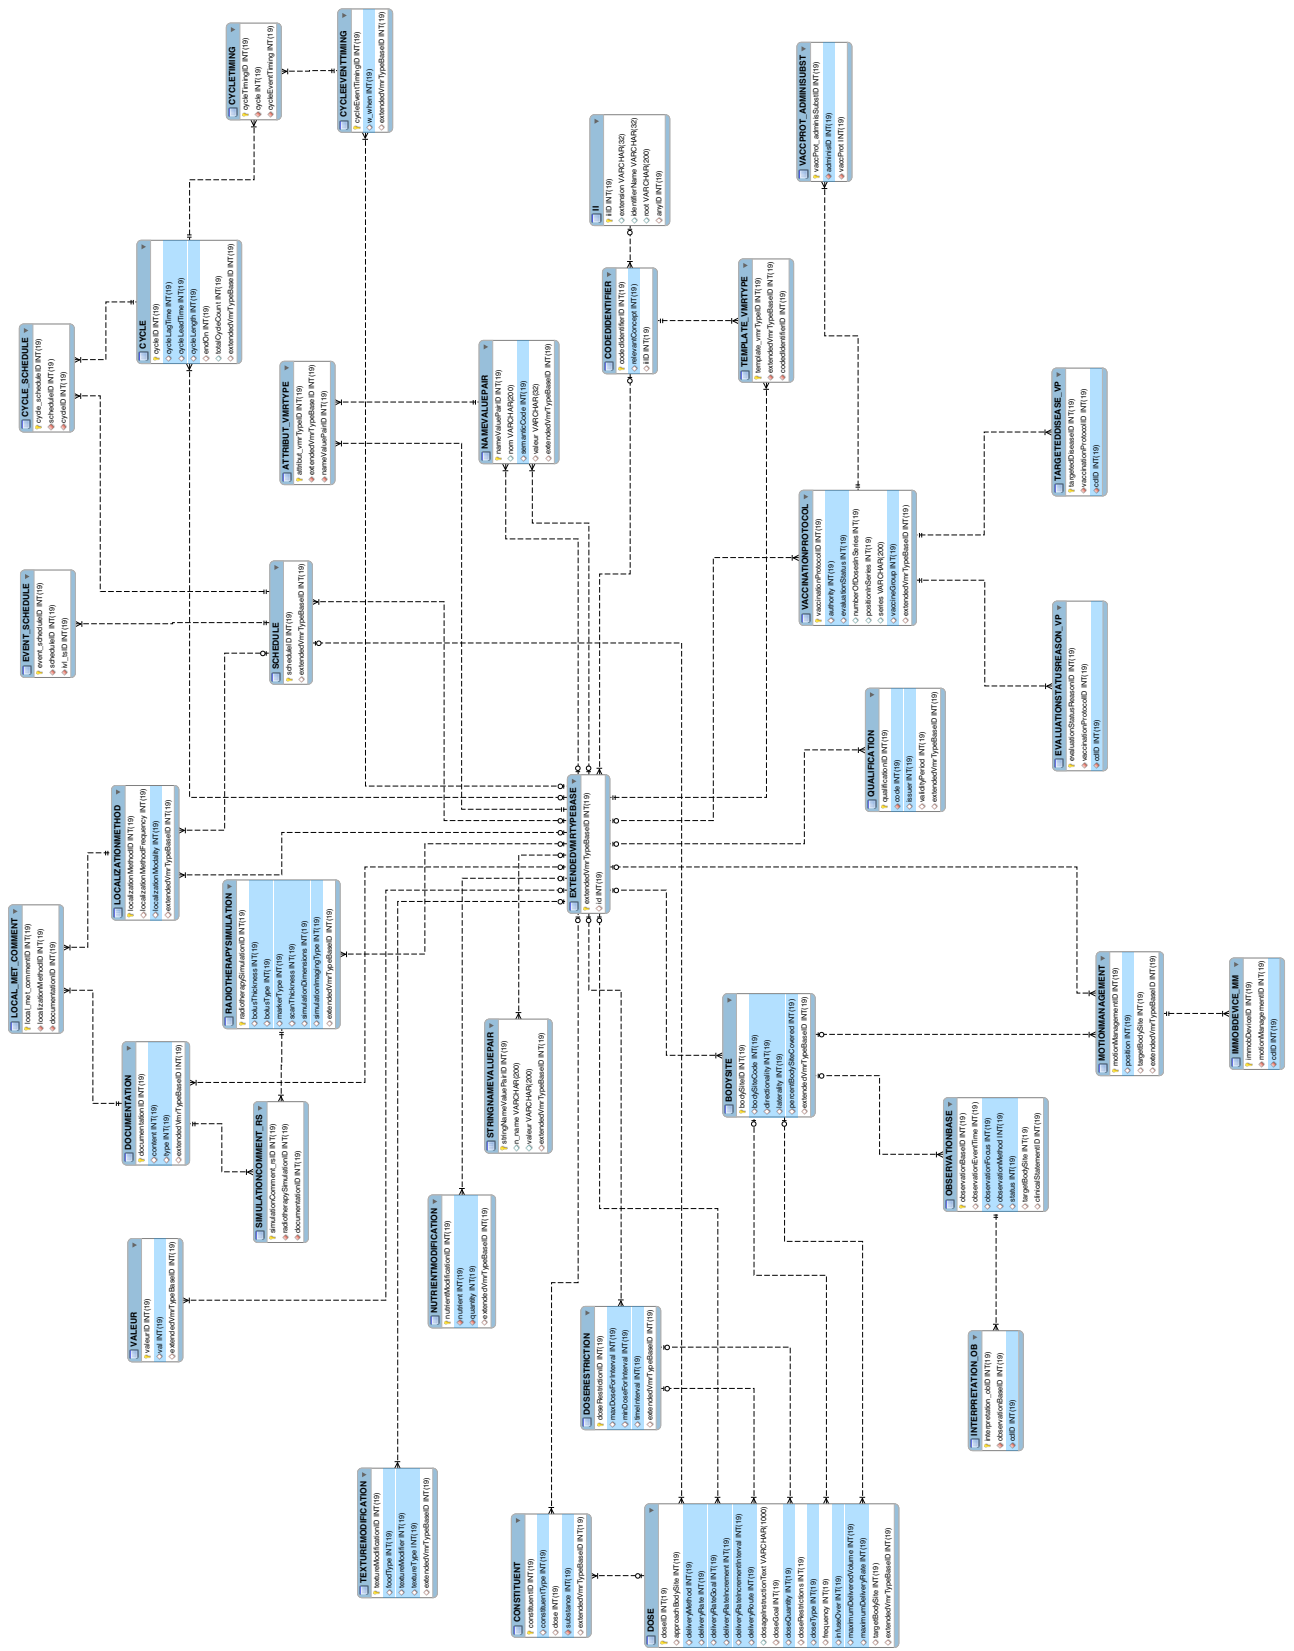 LOCAL_MET_COMMENT
local_met_commentID INT(19)
localizationMethodID INT(19)
documentationID INT(19)
EVENT_SCHEDULE
event_scheduleID INT(19)
scheduleID INT(19)
ivl_tsID INT(19)
CYCLE_SCHEDULE
cycle_scheduleID INT(19)
scheduleID INT(19)
cycleID INT(19)
VALEUR
valeurID INT(19)
val INT(19)
extendedVmrTypeBaseID INT(19)
DOCUMENTATION
documentationID INT(19)
content INT(19)
type INT(19)
extendedVmrTypeBaseID INT(19)
LOCALIZATIONMETHOD
localizationMethodID INT(19)
localizationMethodFrequency INT(19)
localizationModality INT(19)
extendedVmrTypeBaseID INT(19)
CYCLE
cycleID INT(19)
cycleLagTime INT(19)
cycleLeadTime INT(19)
cycleLength INT(19)
endOn INT(19)
totalCycleCount INT(19)
extendedVmrTypeBaseID INT(19)
SIMULATIONCOMMENT_RS
simulationComment_rsID INT(19)
radiotherapySimulationID INT(19)
documentationID INT(19)
RADIOTHERAPYSIMULATION
radiotherapySimulationID INT(19)
bolusThickness INT(19)
bolusType INT(19)
markerType INT(19)
scarThickness INT(19)
simulationDimensions INT(19)
simulationImagingType INT(19)
extendedVmrTypeBaseID INT(19)
SCHEDULE
scheduleID INT(19)
extendedVmrTypeBaseID INT(19)
ATTRIBUT_VMRTYPE
attribut_vmrTypeID INT(19)
extendedVmrTypeBaseID INT(19)
nameValuePairID INT(19)
CYCLETIMING
cycleTimingID INT(19)
cycle INT(19)
cycleEventTiming INT(19)
CYCLEEVENTTIMING
cycleEventTimingID INT(19)
w_when INT(19)
extendedVmrTypeBaseID INT(19)
TEXTUREMODIFICATION
textureModificationID INT(19)
foodType INT(19)
textureModifier INT(19)
textureType INT(19)
extendedVmrTypeBaseID INT(19)
NUTRIENTMODIFICATION
nutrientModificationID INT(19)
nutrient INT(19)
quantity INT(19)
extendedVmrTypeBaseID INT(19)
STRINGNAMEVALUEPAIR
stringNameValuePairID INT(19)
n_name VARCHAR(200)
valeur VARCHAR(200)
extendedVmrTypeBaseID INT(19)
NAMEVALUEPAIR
nameValuePairID INT(19)
nom VARCHAR(200)
semanticCode INT(19)
valeur VARCHAR(32)
extendedVmrTypeBaseID INT(19)
CONSTITUENT
constituentID INT(19)
constituentType INT(19)
dose INT(19)
substance INT(19)
extendedVmrTypeBaseID INT(19)
DOSERESTRICTION
doseRestrictionID INT(19)
maxDoseForInterval INT(19)
minDoseForInterval INT(19)
timeInterval INT(19)
extendedVmrTypeBaseID INT(19)
EXTENDEDVMRTYPEBASE
extendedVmrTypeBaseID INT(19)
id INT(19)
CODEDIDENTIFIER
codedIdentifierID INT(19)
relevantConcept INT(19)
iiID INT(19)
II
iiID INT(19)
extension VARCHAR(32)
identifierName VARCHAR(32)
root VARCHAR(200)
anyID INT(19)
DOSE
doseID INT(19)
approachBodySite INT(19)
deliveryMethod INT(19)
deliveryRate INT(19)
deliveryRateGoal INT(19)
deliveryRateIncrement INT(19)
deliveryRateIncrementInterval INT(19)
deliveryRoute INT(19)
dosageInstructionText VARCHAR(1000)
doseGoal INT(19)
doseQuantity INT(19)
doseRestrictions INT(19)
doseType INT(19)
frequency INT(19)
infuseOver INT(19)
maximumDeliveredVolume INT(19)
maximumDeliveryRate INT(19)
targetBodySite INT(19)
extendedVmrTypeBaseID INT(19)
BODYSITE
bodySiteID INT(19)
bodySiteCode INT(19)
directionality INT(19)
laterality INT(19)
percentBodySiteCovered INT(19)
extendedVmrTypeBaseID INT(19)
TEMPLATE_VMRTYPE
template_vmrTypeID INT(19)
extendedVmrTypeBaseID INT(19)
codedIdentifierID INT(19)
VACCINATIONPROTOCOL
vaccinationProtocolID INT(19)
authority INT(19)
evaluationStatus INT(19)
numberOfDosesInSeries INT(19)
positionInSeries INT(19)
series VARCHAR(200)
vaccineGroup INT(19)
extendedVmrTypeBaseID INT(19)
VACCPROT_ADMINISUBST
vaccProt_adminisSubstID INT(19)
adminisID INT(19)
vaccProt INT(19)
QUALIFICATION
qualificationID INT(19)
code INT(19)
issuer INT(19)
validityPeriod INT(19)
extendedVmrTypeBaseID INT(19)
OBSERVATIONBASE
observationBaseID INT(19)
observationEventTime INT(19)
observationFocus INT(19)
observationMethod INT(19)
status INT(19)
targetBodySite INT(19)
clinicalStatementID INT(19)
INTERPRETATION_OB
interpretation_obID INT(19)
observationBaseID INT(19)
cdID INT(19)
EVALUATIONSTATUSREASON_VP
evaluationStatusReasonID INT(19)
vaccinationProtocolID INT(19)
cdID INT(19)
TARGETEDDISEASE_VP
targetedDiseaseID INT(19)
vaccinationProtocolID INT(19)
cdID INT(19)
MOTIONMANAGEMENT
motionManagementID INT(19)
position INT(19)
targetBodySite INT(19)
extendedVmrTypeBaseID INT(19)
IMMOBDEVICE_MM
immobDeviceID INT(19)
motionManagementID INT(19)
cdID INT(19)